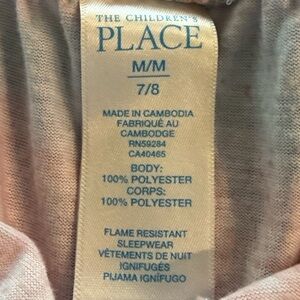 THE CHILDREN'S
PLACE
M/M
7/8
MADE IN CAMBODIA
FABRIQUÉ AU
CAMBODGE
RN59284
CA40465
BODY:
100% POLYESTER
CORPS:
100% POLYESTER
FLAME RESISTANT
SLEEPWEAR
VÊTEMENTS DE NUIT
IGNIFUGÉS
PIJAMA IGNÍFUGO